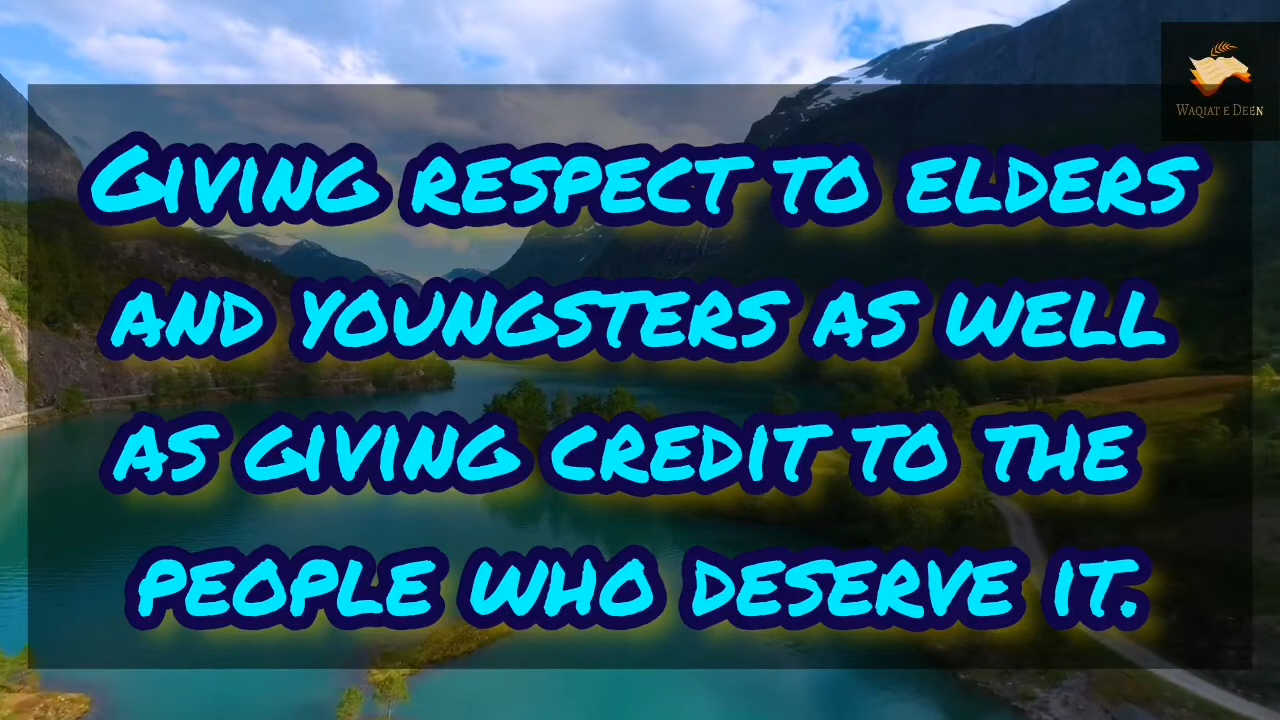 Waqiat e Deen
Giving respect to elders
and youngsters as well
as giving credit to the
people who deserve it.